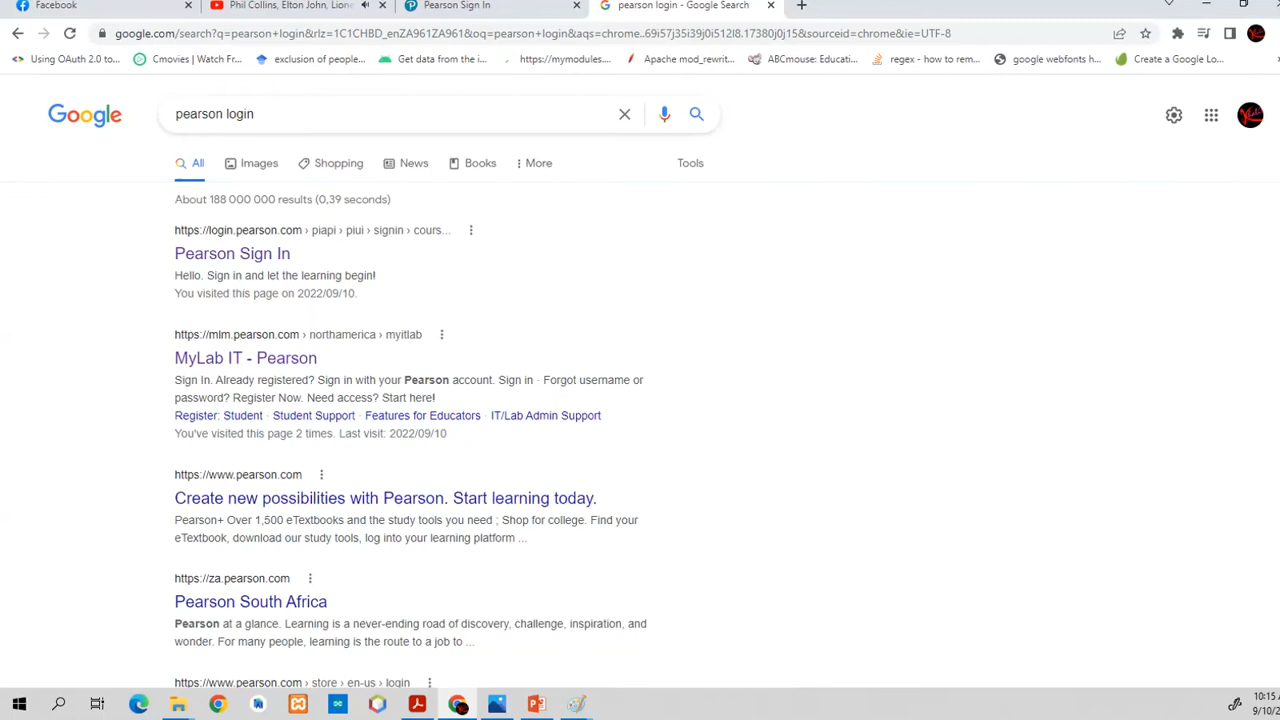 Facebook
Phil Collins, Elton John, Lione
Pearson Sign In
pearson login - Google Search
google.com/search?q=pearson+login&rlz=1C1CHBD_enZA961ZA961&oq=pearson+login&aqs=chrome..69i57j35i39j0i512l8.17380j0j15&sourceid=chrome&ie=UTF-8
Using OAuth 2.0 to...
Cmovies | Watch Fr...
exclusion of people...
Get data from the i...
https://mymodules....
Apache mod_rewrit...
ABCmouse: Educati...
regex - how to rem...
google webfonts h...
Create a Google Lo...
Google
pearson login
All
Images
Shopping
News
Books
More
Tools
About 188 000 000 results (0,39 seconds)
https://login.pearson.com › piapi › piui › signin › cours...
Pearson Sign In
Hello. Sign in and let the learning begin!
You visited this page on 2022/09/10.
https://mlm.pearson.com › northamerica › myitlab
MyLab IT - Pearson
Sign In. Already registered? Sign in with your Pearson account. Sign in · Forgot username or
password? Register Now. Need access? Start here!
Register: Student · Student Support · Features for Educators · IT/Lab Admin Support
You've visited this page 2 times. Last visit: 2022/09/10
https://www.pearson.com
Create new possibilities with Pearson. Start learning today.
Pearson+ Over 1,500 eTextbooks and the study tools you need ; Shop for college. Find your
eTextbook, download our study tools, log into your learning platform ...
https://za.pearson.com
Pearson South Africa
Pearson at a glance. Learning is a never-ending road of discovery, challenge, inspiration, and
wonder. For many people, learning is the route to a job to ...
https://www.pearson.com › store › en-us › login
10:15
9/10/2